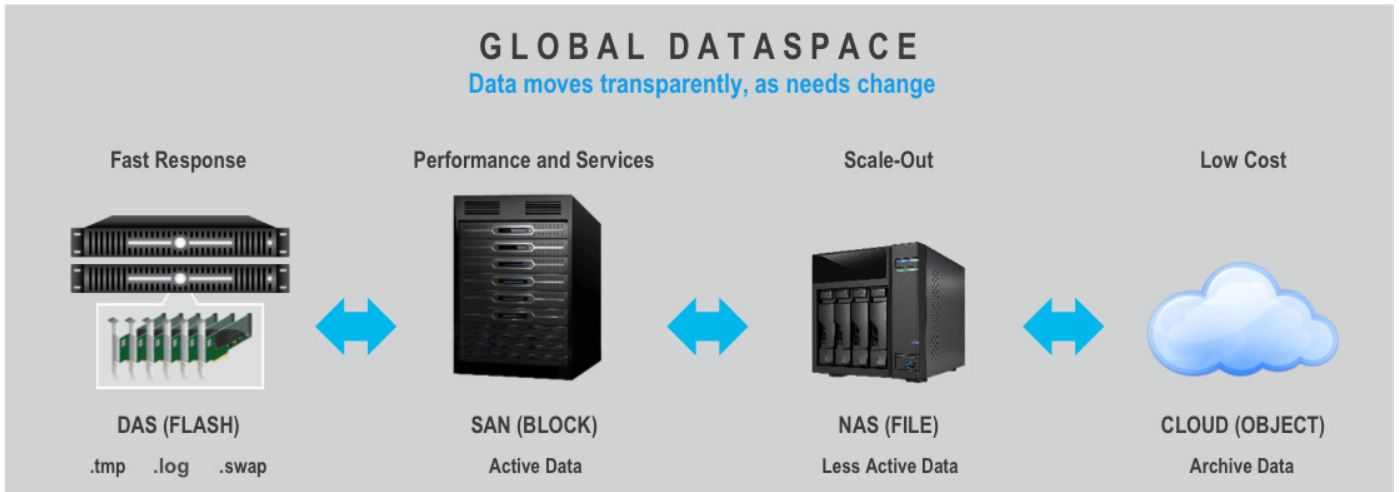 GLOBAL DATASPACE
Data moves transparently, as needs change
Fast Response
Performance and Services
Scale-Out
Low Cost
DAS (FLASH)
SAN (BLOCK)
NAS (FILE)
CLOUD (OBJECT)
.tmp .log .swap
Active Data
Less Active Data
Archive Data